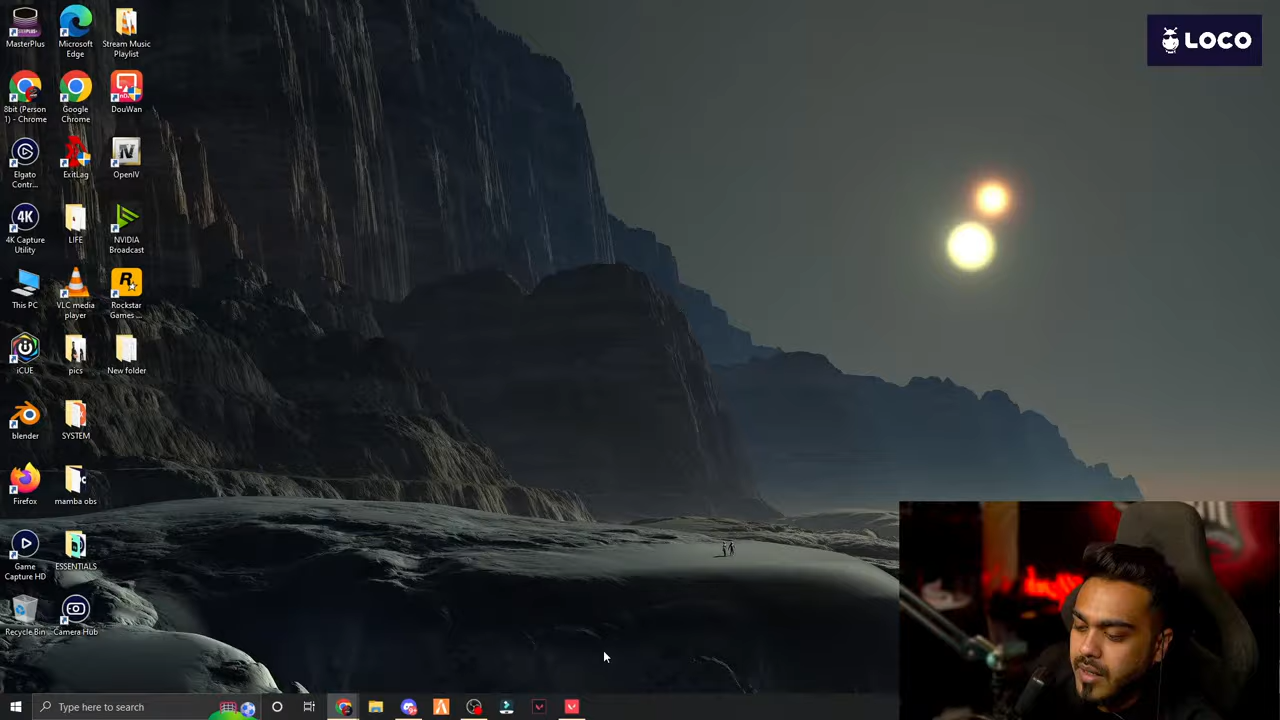 LOCO
MasterPlus
Microsoft
Edge
Stream Music
Playlist
8bit (Person
1) - Chrome
Google
Chrome
DouWan
Elgato
Contr...
ExitLag
OpenIV
4K
4K Capture
Utility
LIFE
NVIDIA
Broadcast
This PC
VLC media
player
Rockstar
Games ...
iCUE
pics
New folder
blender
SYSTEM
Firefox
mamba obs
Game
Capture HD
ESSENTIALS
Recycle Bin
Camera Hub
Type here to search